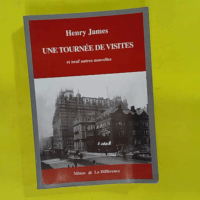 Henry James
UNE TOURNÉE DE VISITES
et neuf autres nouvelles
Minos & La Différence